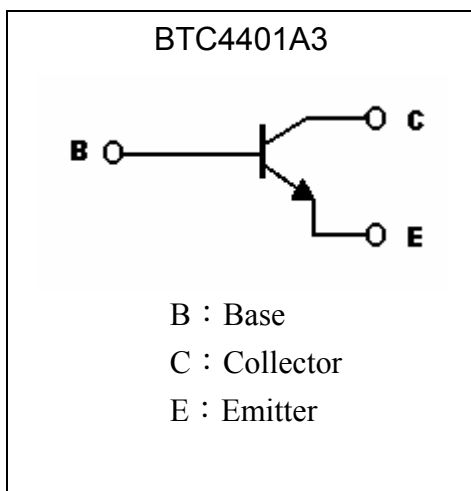 BTC4401A3
C
B
E
B：Base
C：Collector
E：Emitter